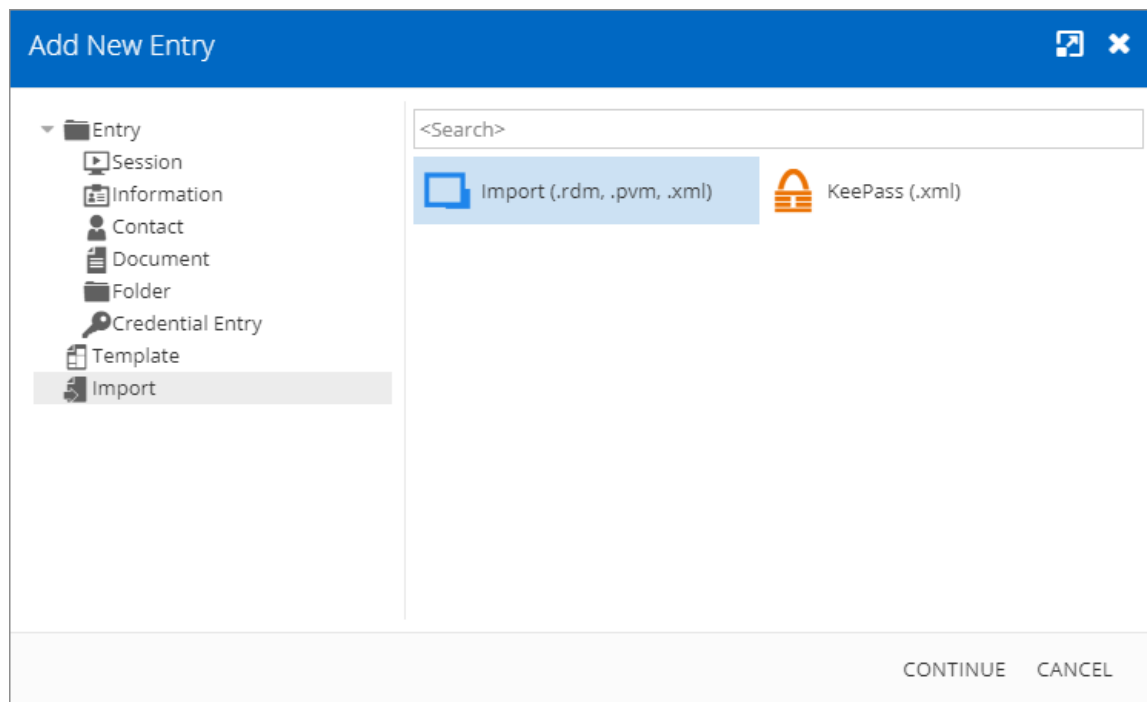 Add New Entry
Entry
Session
Information
Contact
Document
Folder
Credential Entry
Template
Import
<Search>
Import (.rdm, .pvm, .xml)
KeePass (.xml)
CONTINUE
CANCEL